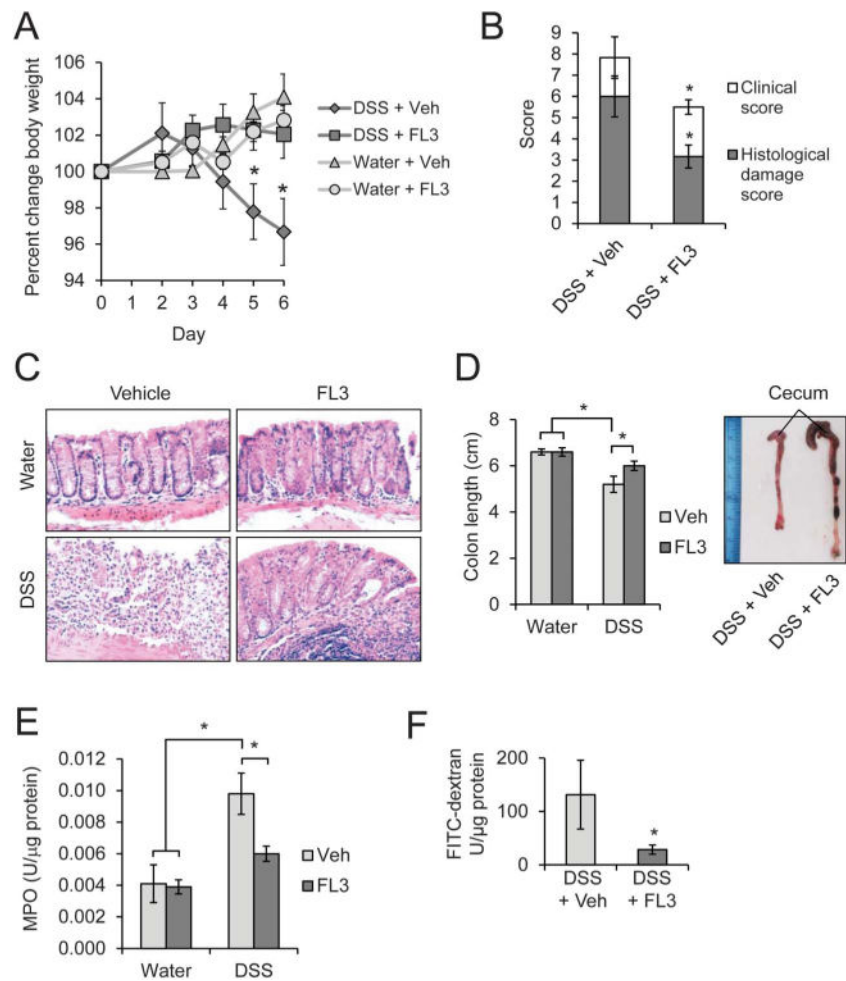 A
Percent change body weight
106
104
102
100
98
96
94
0 1 2 3 4 5 6
Day
*
*
DSS + Veh
DSS + FL3
Water + Veh
Water + FL3
B
Score
9
8
7
6
5
4
3
2
1
0
*
*
DSS + Veh
DSS + FL3
Clinical
score
Histological
damage
score
C
Vehicle FL3
Water
DSS
D
Colon length (cm)
8
6
4
2
0
*
*
Water DSS
Veh
FL3
Cecum
DSS + Veh
DSS + FL3
E
MPO (U/μg protein)
0.012
0.010
0.008
0.006
0.004
0.002
0.000
*
*
Water DSS
Veh
FL3
F
FITC-dextran
U/μg protein
200
100
0
*
DSS
+ Veh
DSS
+ FL3